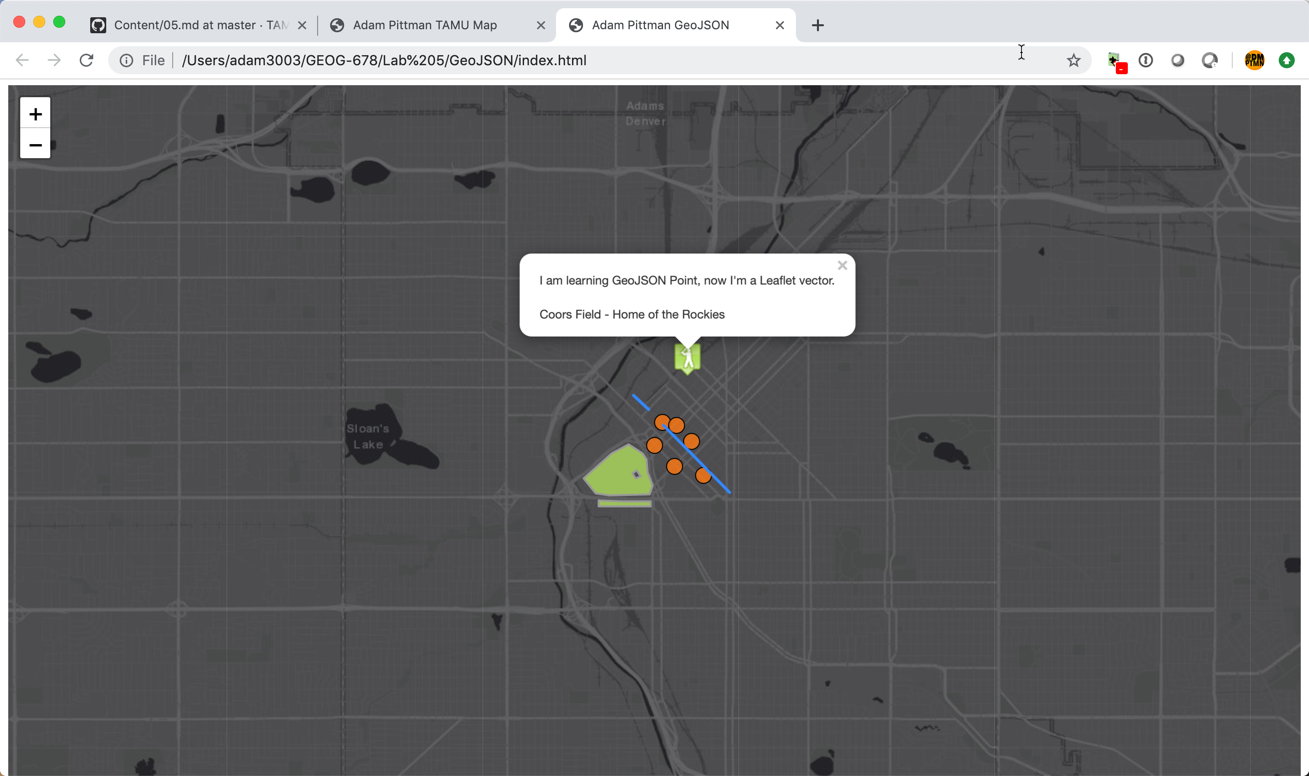 Content/05.md at master · TAM
Adam Pittman TAMU Map
Adam Pittman GeoJSON
File
/Users/adam3003/GEOG-678/Lab%205/GeoJSON/index.html
+
−
Adams
Denver
I am learning GeoJSON Point, now I'm a Leaflet vector.
Coors Field - Home of the Rockies
Sloan's
Lake